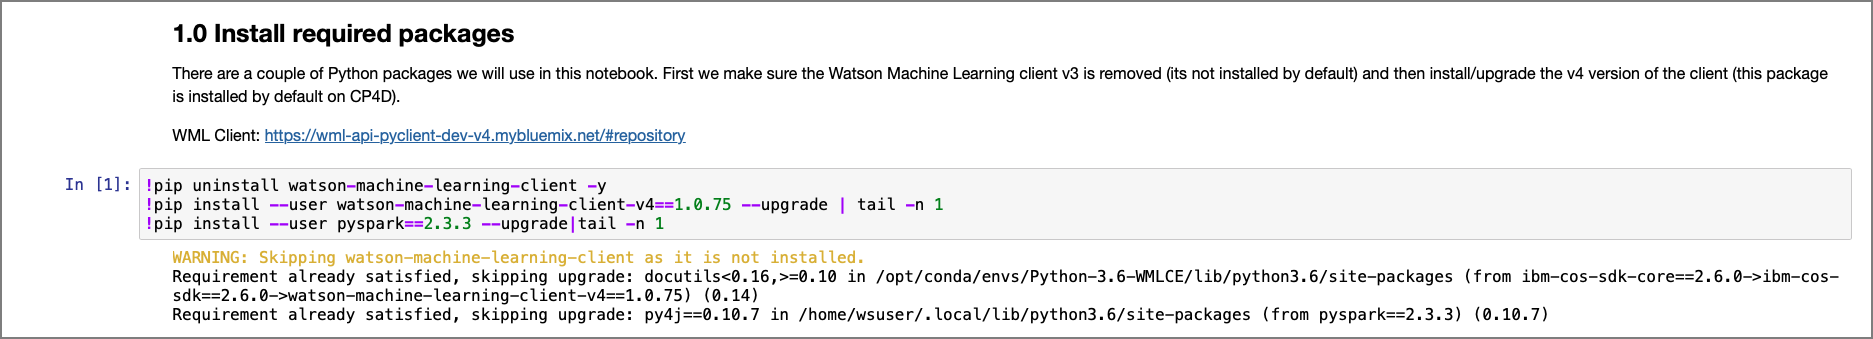 1.0 Install required packages
There are a couple of Python packages we will use in this notebook. First we make sure the Watson Machine Learning client v3 is removed (its not installed by default) and then install/upgrade the v4 version of the client (this package
is installed by default on CP4D).
WML Client: https://wml-api-pyclient-dev-v4.mybluemix.net/#repository
In [1]: !pip uninstall watson-machine-learning-client -y
!pip install --user watson-machine-learning-client-v4==1.0.75 --upgrade | tail -n 1
!pip install --user pyspark==2.3.3 --upgrade|tail -n 1
WARNING: Skipping watson-machine-learning-client as it is not installed.
Requirement already satisfied, skipping upgrade: docutils<0.16,>=0.10 in /opt/conda/envs/Python-3.6-WMLCE/lib/python3.6/site-packages (from ibm-cos-sdk-core==2.6.0->ibm-cos-
sdk==2.6.0->watson-machine-learning-client-v4==1.0.75) (0.14)
Requirement already satisfied, skipping upgrade: py4j==0.10.7 in /home/wsuser/.local/lib/python3.6/site-packages (from pyspark==2.3.3) (0.10.7)